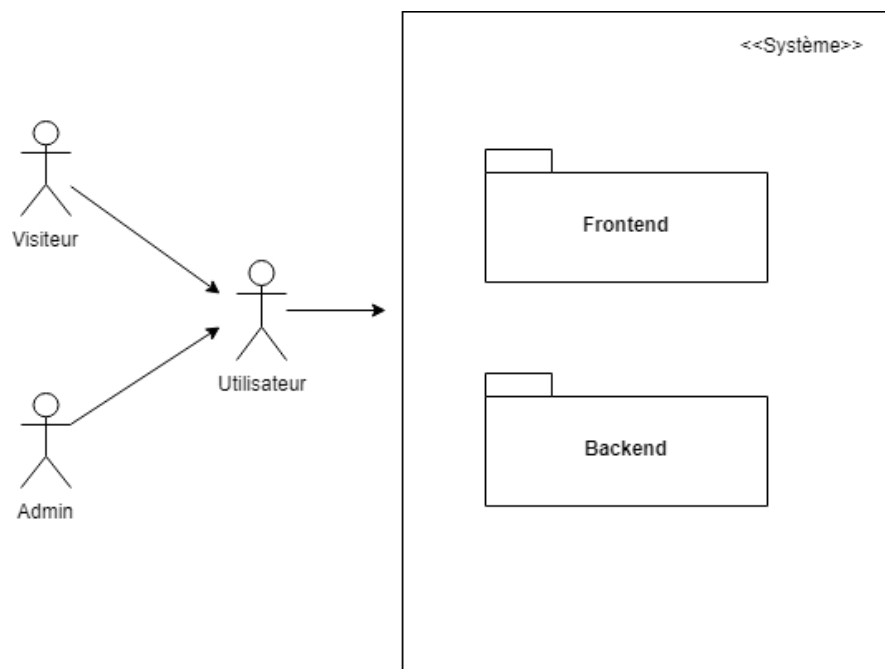 <<Système>>
Visiteur
Frontend
Utilisateur
Backend
Admin